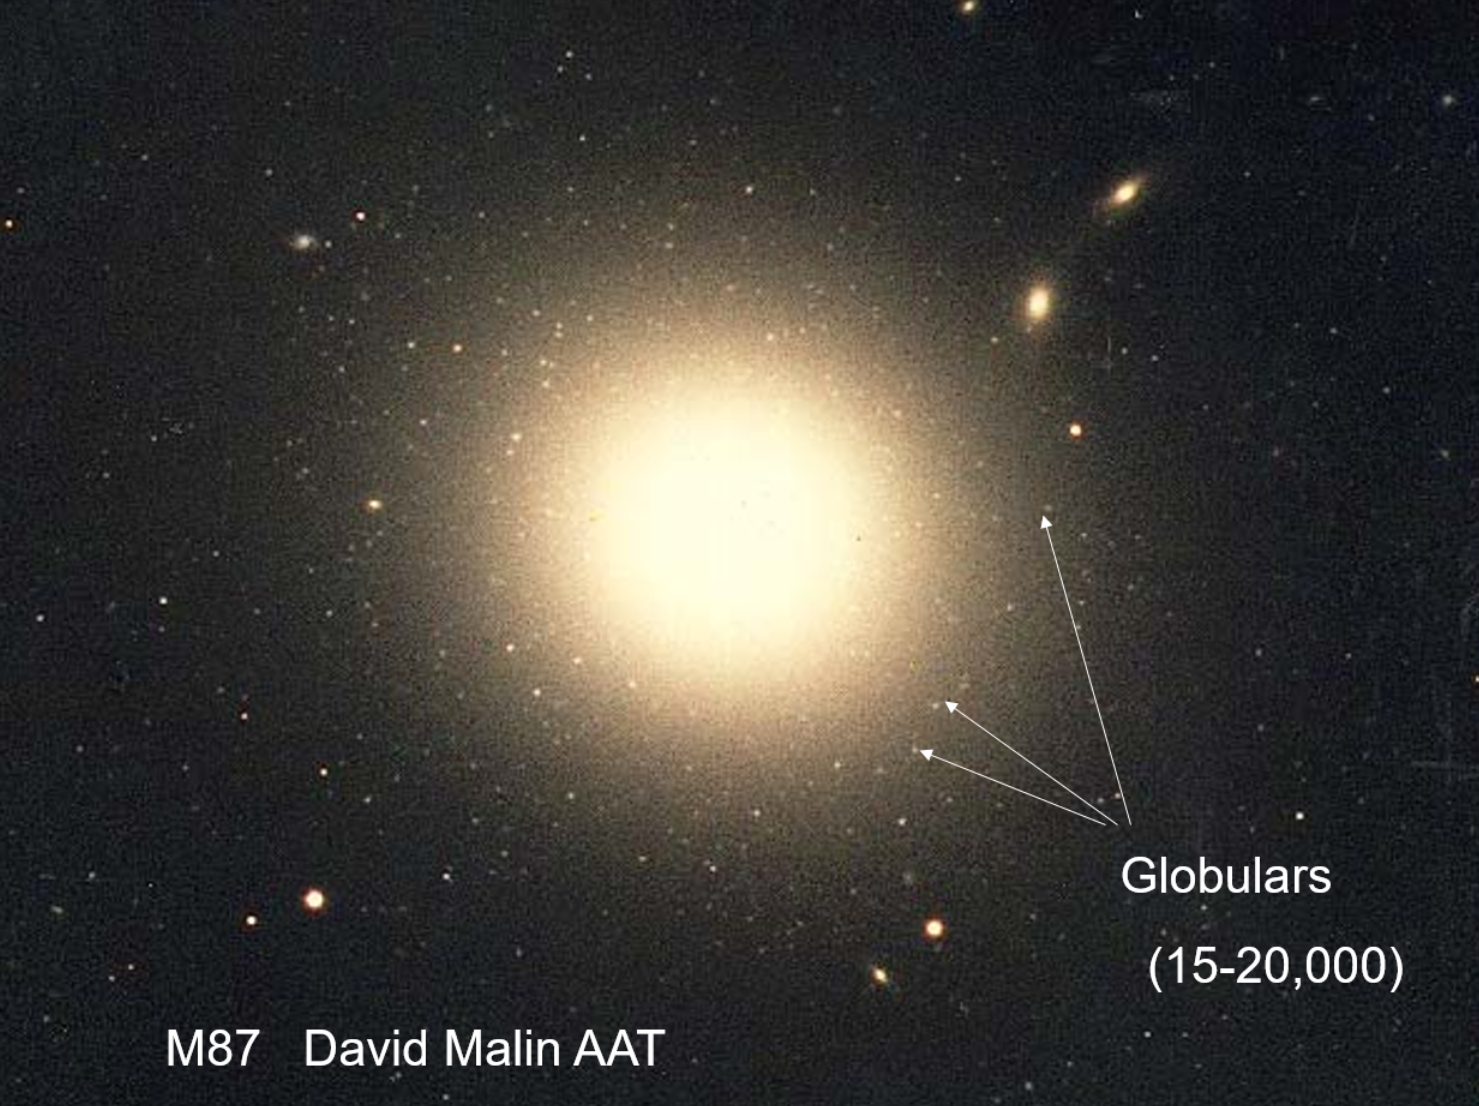 Globulars
(15-20,000)
M87 David Malin AAT